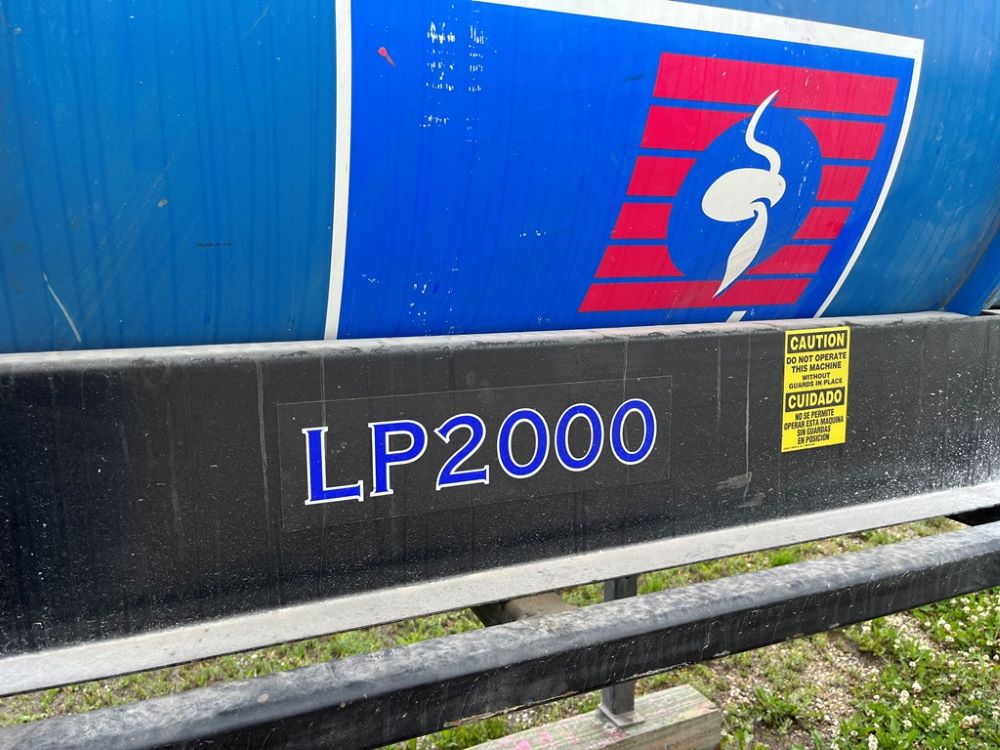 LP2000
CAUTION
DO NOT OPERATE
THIS MACHINE
WITHOUT
GUARDS IN PLACE
CUIDADO
NO SE PERMITE
OPERAR ESTA MAQUINA
SIN GUARDAS
EN POSICION